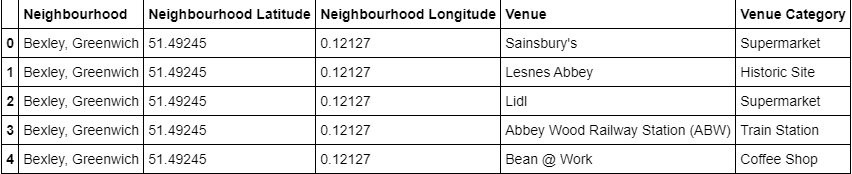 Neighbourhood Neighbourhood Latitude Neighbourhood Longitude Venue Venue Category
0 Bexley, Greenwich 51.49245 0.12127 Sainsbury's Supermarket
1 Bexley, Greenwich 51.49245 0.12127 Lesnes Abbey Historic Site
2 Bexley, Greenwich 51.49245 0.12127 Lidl Supermarket
3 Bexley, Greenwich 51.49245 0.12127 Abbey Wood Railway Station (ABW) Train Station
4 Bexley, Greenwich 51.49245 0.12127 Bean @ Work Coffee Shop